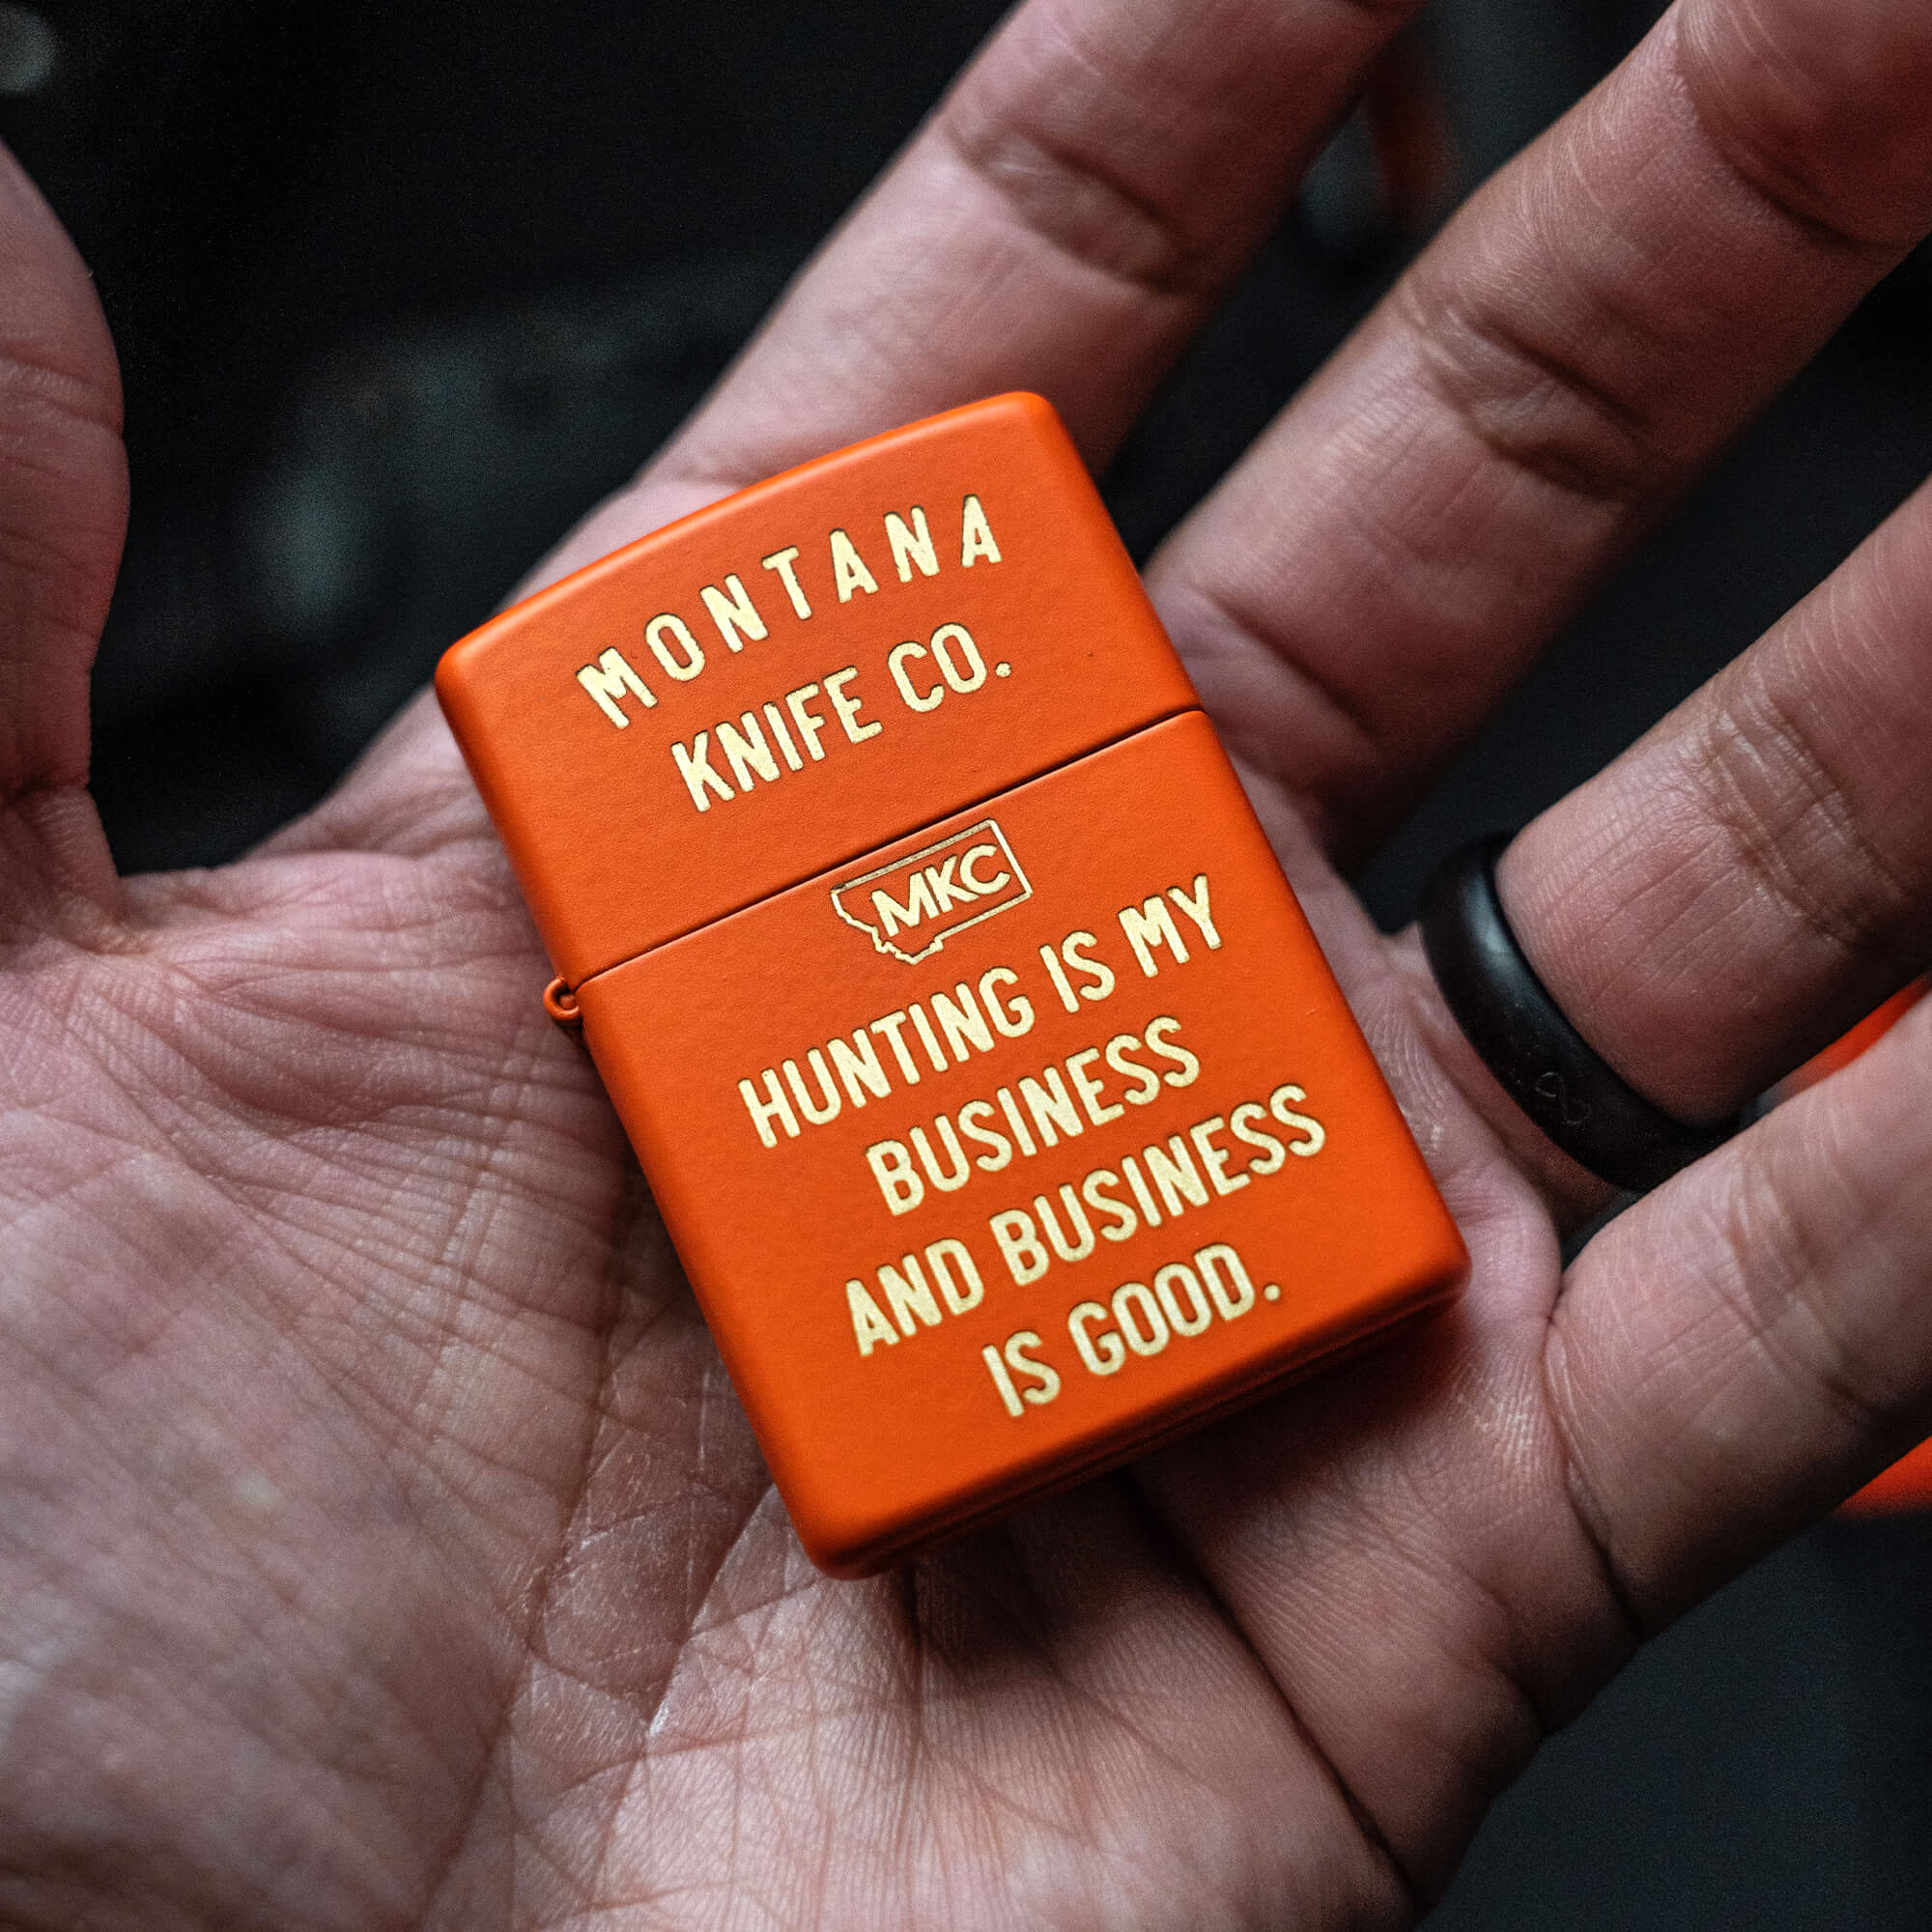 MONTANA
KNIFE CO.
MKC
HUNTING IS MY
BUSINESS
AND BUSINESS
IS GOOD.